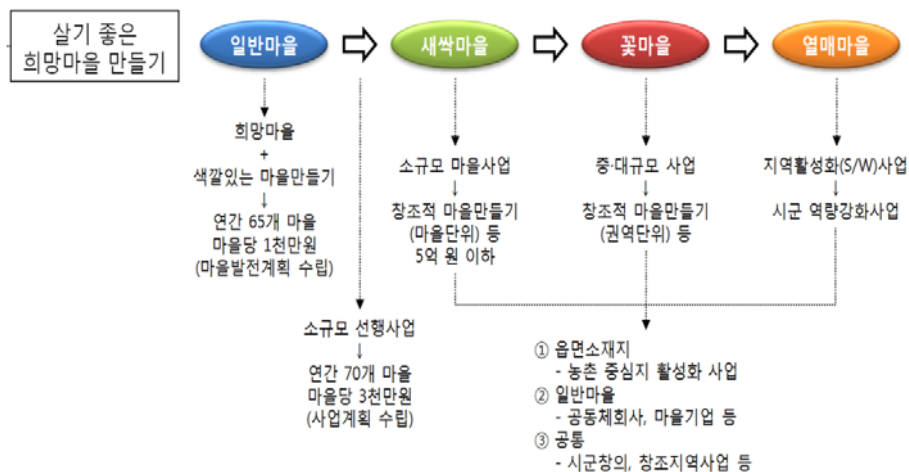 살기 좋은
희망마을 만들기
일반마을
새싹마을
꽃마을
열매마을
희망마을
+
색깔있는 마을만들기
연간 65개 마을
마을당 1천만원
(마을발전계획 수립)
소규모 선행사업
연간 70개 마을
마을당 3천만원
(사업계획 수립)
소규모 마을사업
창조적 마을만들기
(마을단위) 등
5억 원 이하
중·대규모 사업
창조적 마을만들기
(권역단위) 등
지역활성화(S/W)사업
시군 역량강화사업
① 읍면소재지
- 농촌 중심지 활성화 사업
② 일반마을
- 공동체회사, 마을기업 등
③ 공통
- 시군창의, 창조지역사업 등